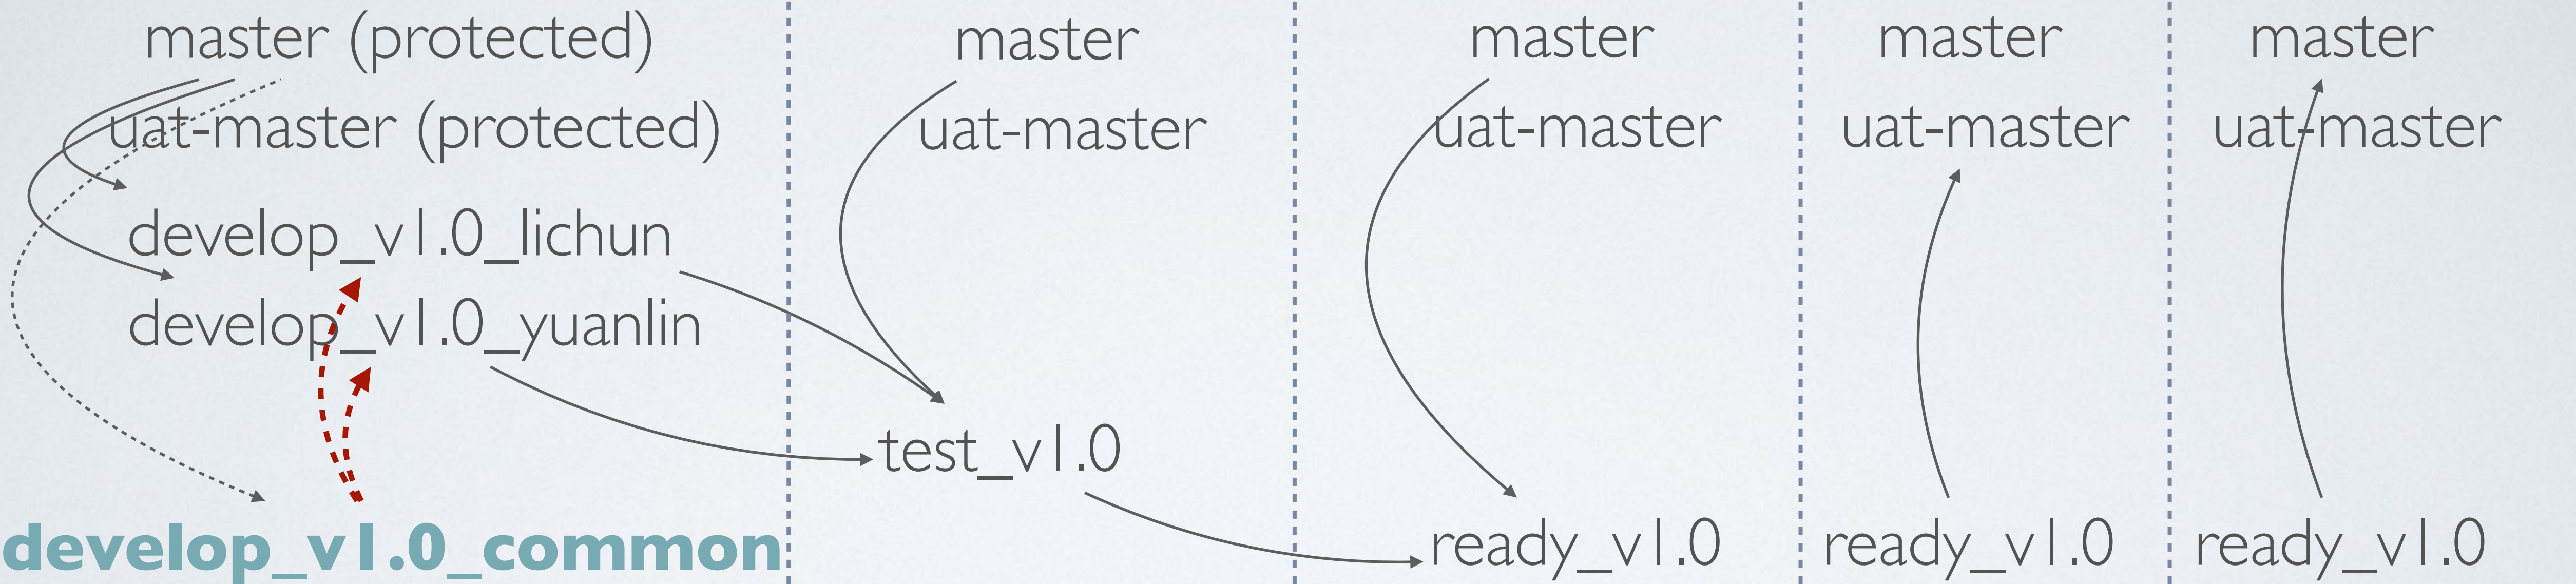 master (protected)
uat-master (protected)
develop_v1.0_lichun
develop_v1.0_yuanlin
develop_v1.0_common
master
uat-master
test_v1.0
master
uat-master
ready_v1.0
master
uat-master
ready_v1.0
master
uat-master
ready_v1.0